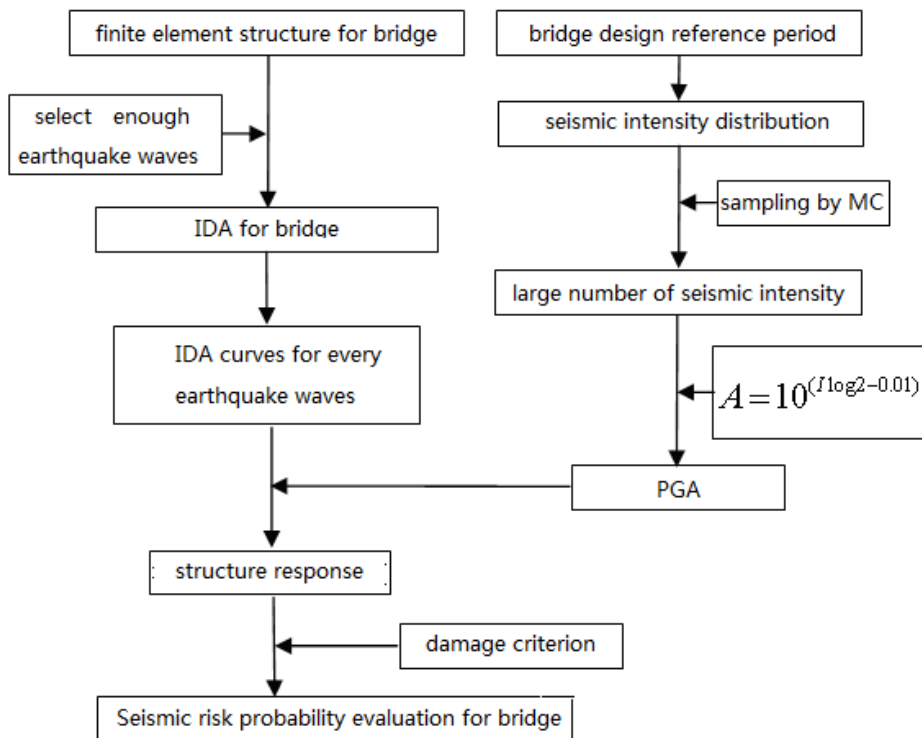 finite element structure for bridge
bridge design reference period
select enough
earthquake waves
seismic intensity distribution
sampling by MC
IDA for bridge
large number of seismic intensity
IDA curves for every
earthquake waves
A=10^(Ilog2−0.01)
PGA
structure response
damage criterion
Seismic risk probability evaluation for bridge